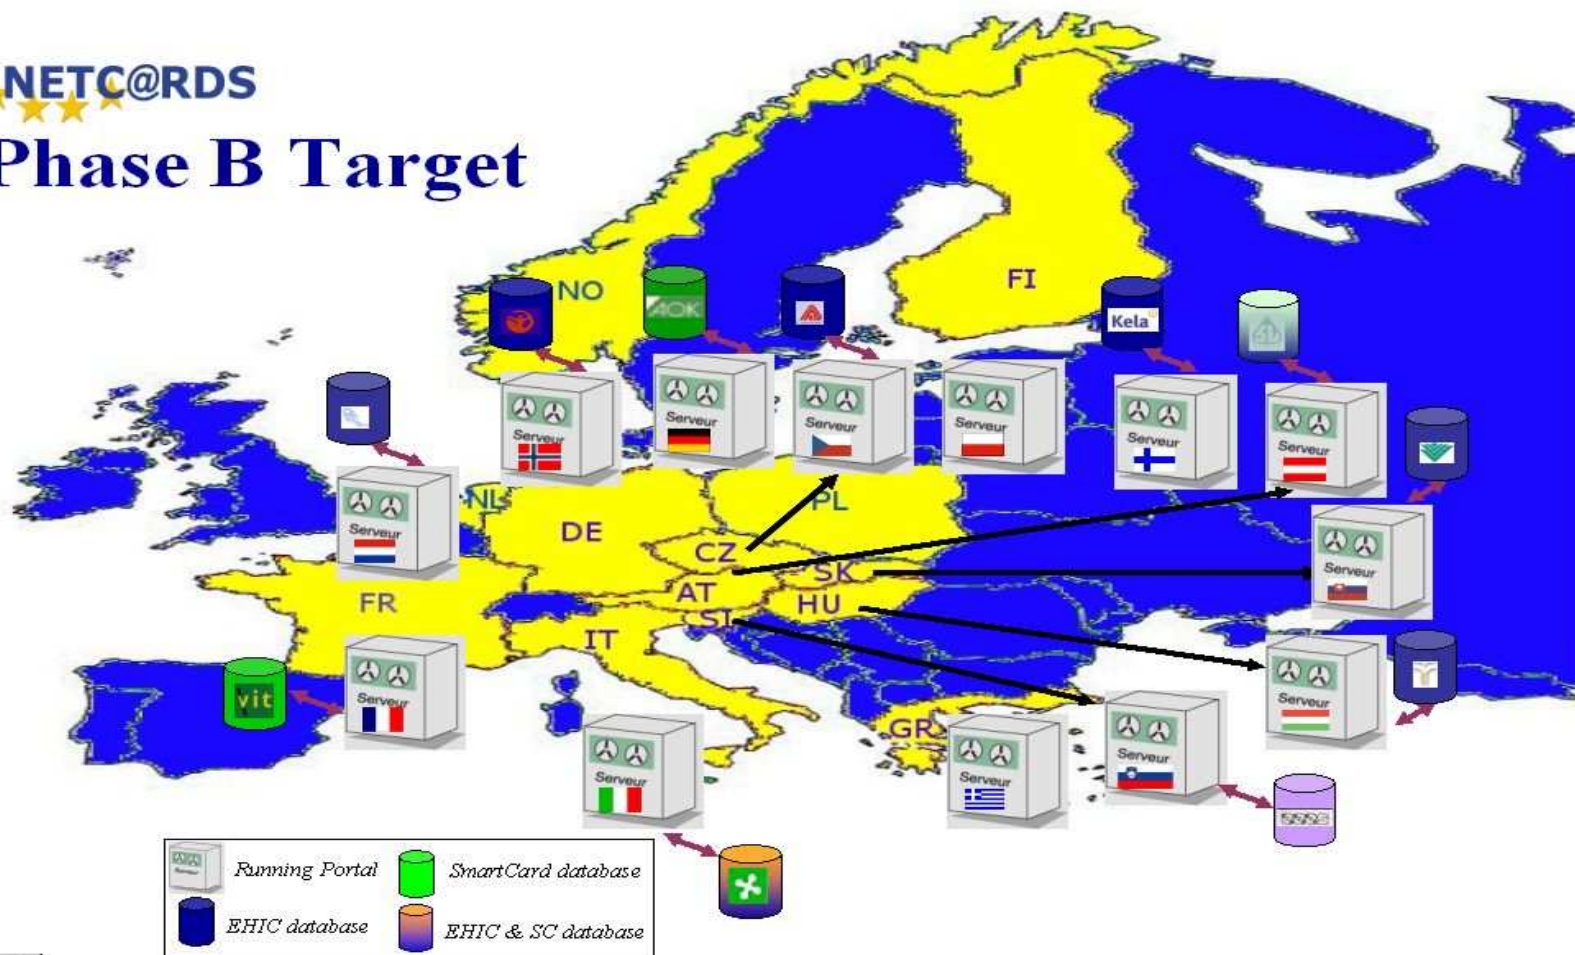 NETC@RDS
Phase B Target
NO
FI
AOK
Kela
Serveur
Serveur
Serveur
Serveur
Serveur
Serveur
NL
DE
PL
Serveur
CZ
SK
Serveur
AT
HU
FR
SI
IT
vit
Serveur
Serveur
GR
Serveur
Serveur
Serveur
Running Portal
SmartCard database
EHIC database
EHIC & SC database